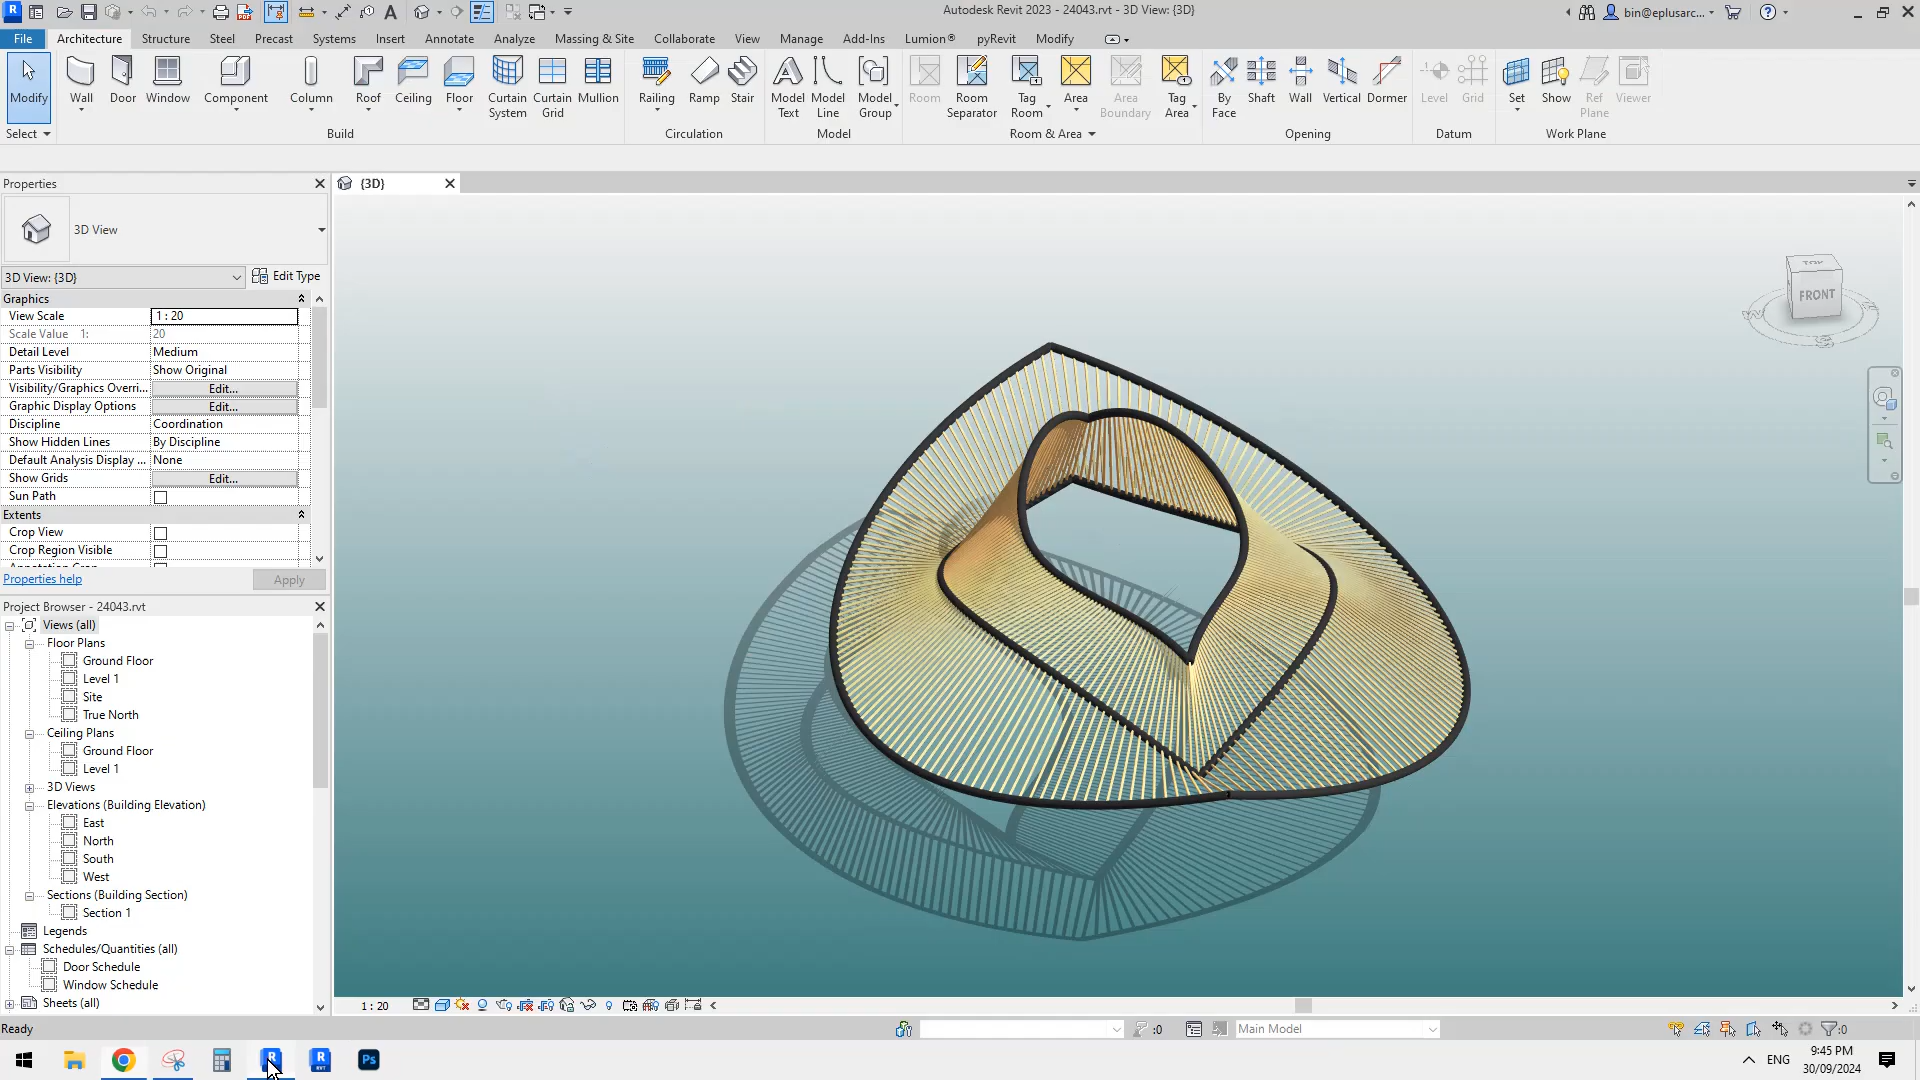 Autodesk Revit 2023 - 24043.rvt - 3D View: {3D}
bin@eplusarc...
File Architecture Structure Steel Precast Systems Insert Annotate Analyze Massing & Site Collaborate View Manage Add-Ins Lumion® pyRevit Modify
Modify
Wall
Door
Window
Component
Column
Roof
Ceiling
Floor
Curtain System
Curtain Grid
Mullion
Railing
Ramp
Stair
Model Text
Model Line
Model Group
Room
Room Separator
Tag Room
Area
Area Boundary
Tag Area
By Face
Shaft
Wall
Vertical
Dormer
Level
Grid
Set
Show
Ref Plane
Viewer
Select
Build
Circulation
Model
Room & Area
Opening
Datum
Work Plane
Properties
{3D}
3D View
3D View: {3D}
Edit Type
Graphics
View Scale 1 : 20
Scale Value 1: 20
Detail Level Medium
Parts Visibility Show Original
Visibility/Graphics Overri... Edit...
Graphic Display Options Edit...
Discipline Coordination
Show Hidden Lines By Discipline
Default Analysis Display ... None
Show Grids Edit...
Sun Path
Extents
Crop View
Crop Region Visible
Properties help
Apply
Project Browser - 24043.rvt
Views (all)
Floor Plans
Ground Floor
Level 1
Site
True North
Ceiling Plans
Ground Floor
Level 1
3D Views
Elevations (Building Elevation)
East
North
South
West
Sections (Building Section)
Section 1
Legends
Schedules/Quantities (all)
Door Schedule
Window Schedule
Sheets (all)
TOP
FRONT
W
S
1 : 20
Ready
:0
Main Model
:0
R
R
RVT
Ps
ENG
9:45 PM
30/09/2024